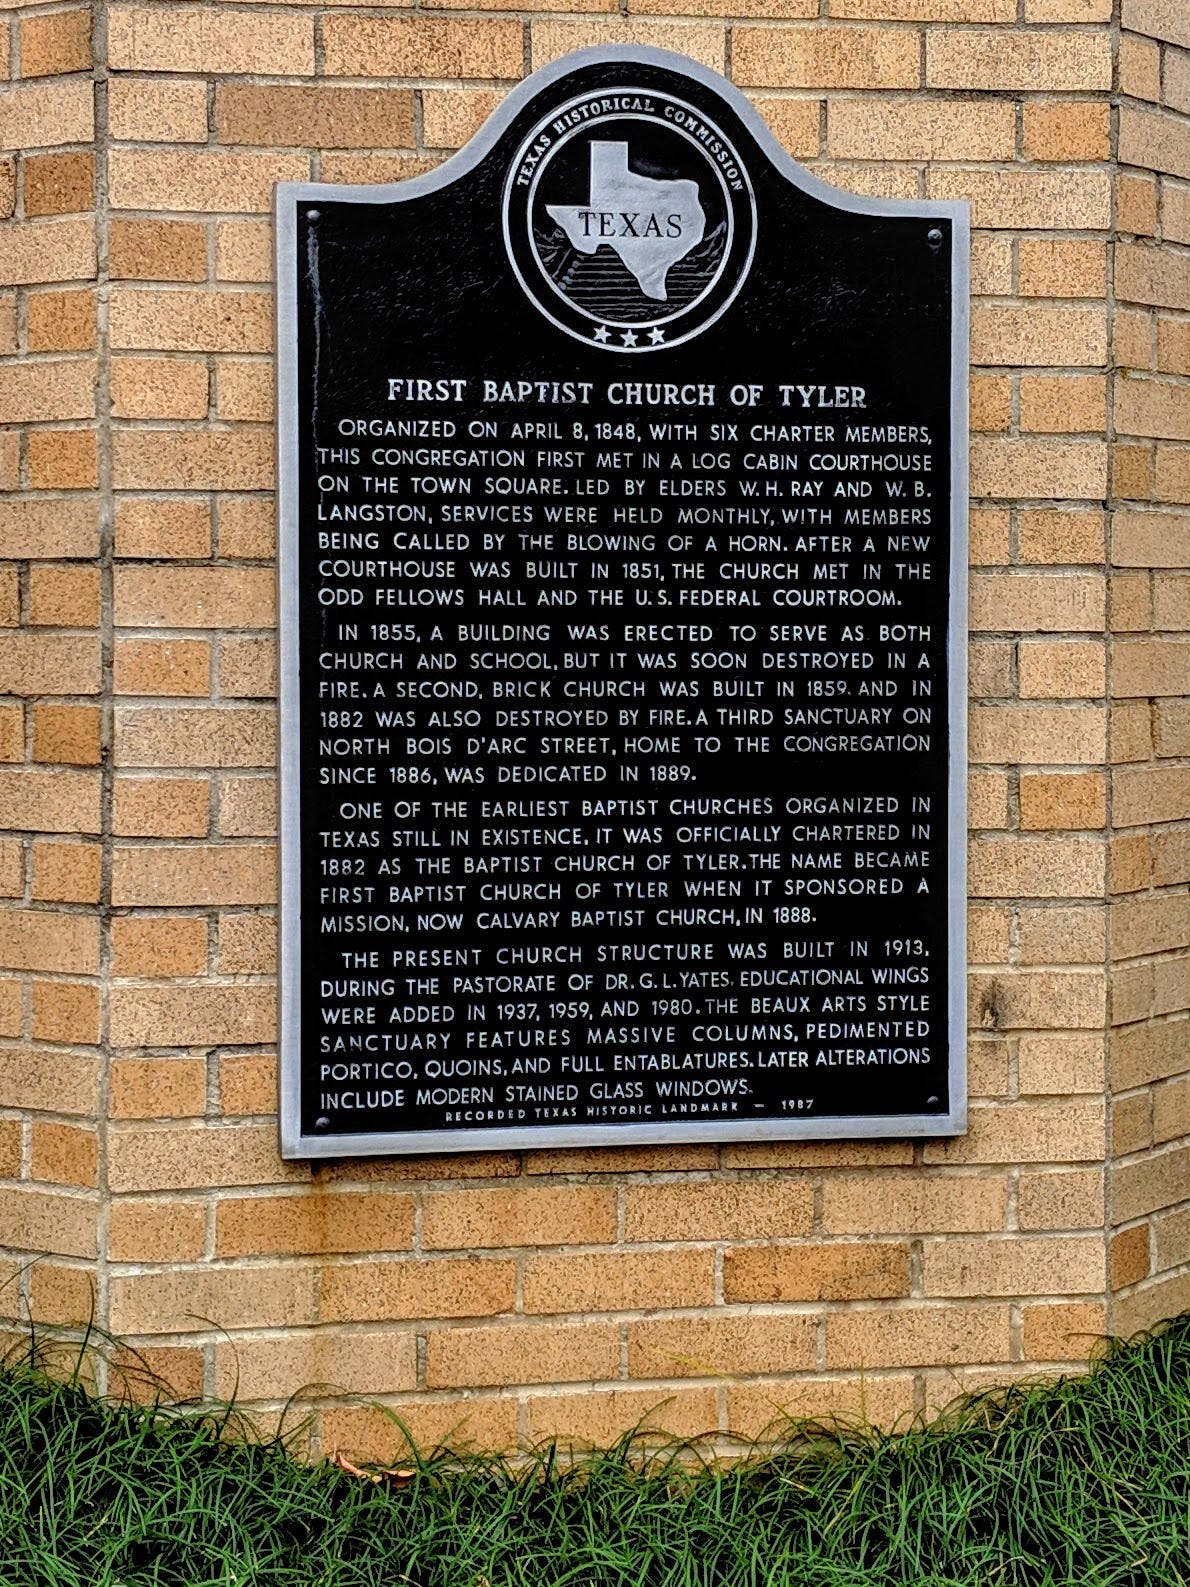 TEXAS HISTORICAL COMMISSION
TEXAS
FIRST BAPTIST CHURCH OF TYLER
ORGANIZED ON APRIL 8, 1848, WITH SIX CHARTER MEMBERS,
THIS CONGREGATION FIRST MET IN A LOG CABIN COURTHOUSE
ON THE TOWN SQUARE. LED BY ELDERS W. H. RAY AND W. B.
LANGSTON, SERVICES WERE HELD MONTHLY, WITH MEMBERS
BEING CALLED BY THE BLOWING OF A HORN. AFTER A NEW
COURTHOUSE WAS BUILT IN 1851, THE CHURCH MET IN THE
ODD FELLOWS HALL AND THE U. S. FEDERAL COURTROOM.
IN 1855, A BUILDING WAS ERECTED TO SERVE AS BOTH
CHURCH AND SCHOOL, BUT IT WAS SOON DESTROYED IN A
FIRE. A SECOND, BRICK CHURCH WAS BUILT IN 1859, AND IN
1882 WAS ALSO DESTROYED BY FIRE. A THIRD SANCTUARY ON
NORTH BOIS D'ARC STREET, HOME TO THE CONGREGATION
SINCE 1886, WAS DEDICATED IN 1889.
ONE OF THE EARLIEST BAPTIST CHURCHES ORGANIZED IN
TEXAS STILL IN EXISTENCE, IT WAS OFFICIALLY CHARTERED IN
1882 AS THE BAPTIST CHURCH OF TYLER. THE NAME BECAME
FIRST BAPTIST CHURCH OF TYLER WHEN IT SPONSORED A
MISSION, NOW CALVARY BAPTIST CHURCH, IN 1888.
THE PRESENT CHURCH STRUCTURE WAS BUILT IN 1913,
DURING THE PASTORATE OF DR. G. L. YATES. EDUCATIONAL WINGS
WERE ADDED IN 1937, 1959, AND 1980. THE BEAUX ARTS STYLE
SANCTUARY FEATURES MASSIVE COLUMNS, PEDIMENTED
PORTICO, QUOINS, AND FULL ENTABLATURES. LATER ALTERATIONS
INCLUDE MODERN STAINED GLASS WINDOWS.
RECORDED TEXAS HISTORIC LANDMARK – 1987